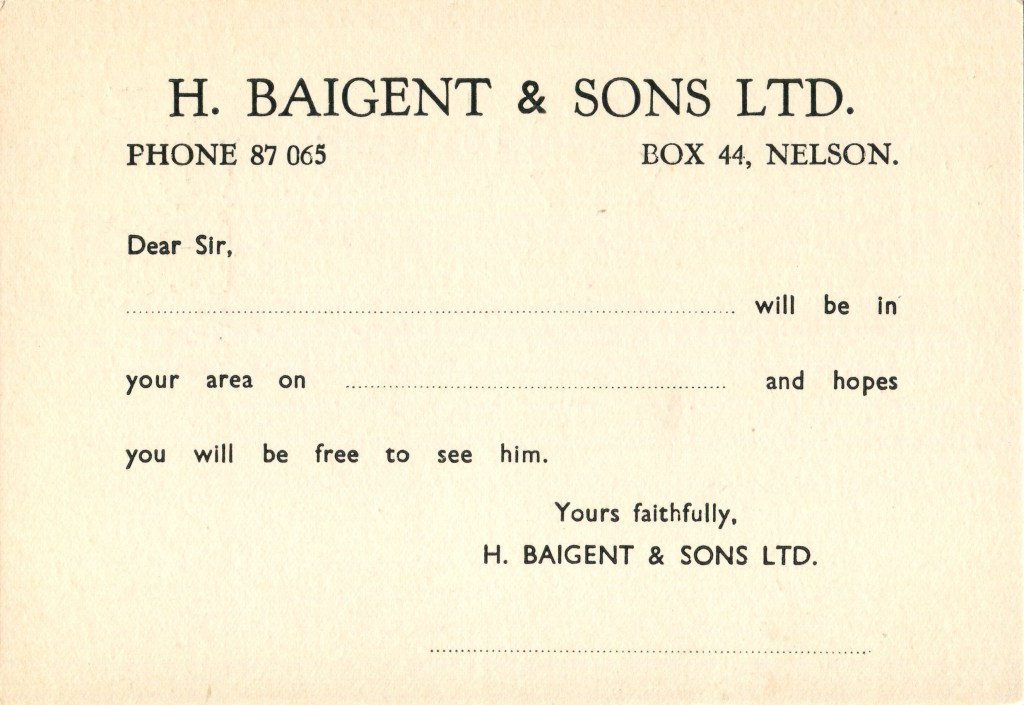 H. BAIGENT & SONS LTD.
PHONE 87 065 BOX 44, NELSON.
Dear Sir,
........................................ will be in
your area on ........................................ and hopes
you will be free to see him.
Yours faithfully,
H. BAIGENT & SONS LTD.
........................................